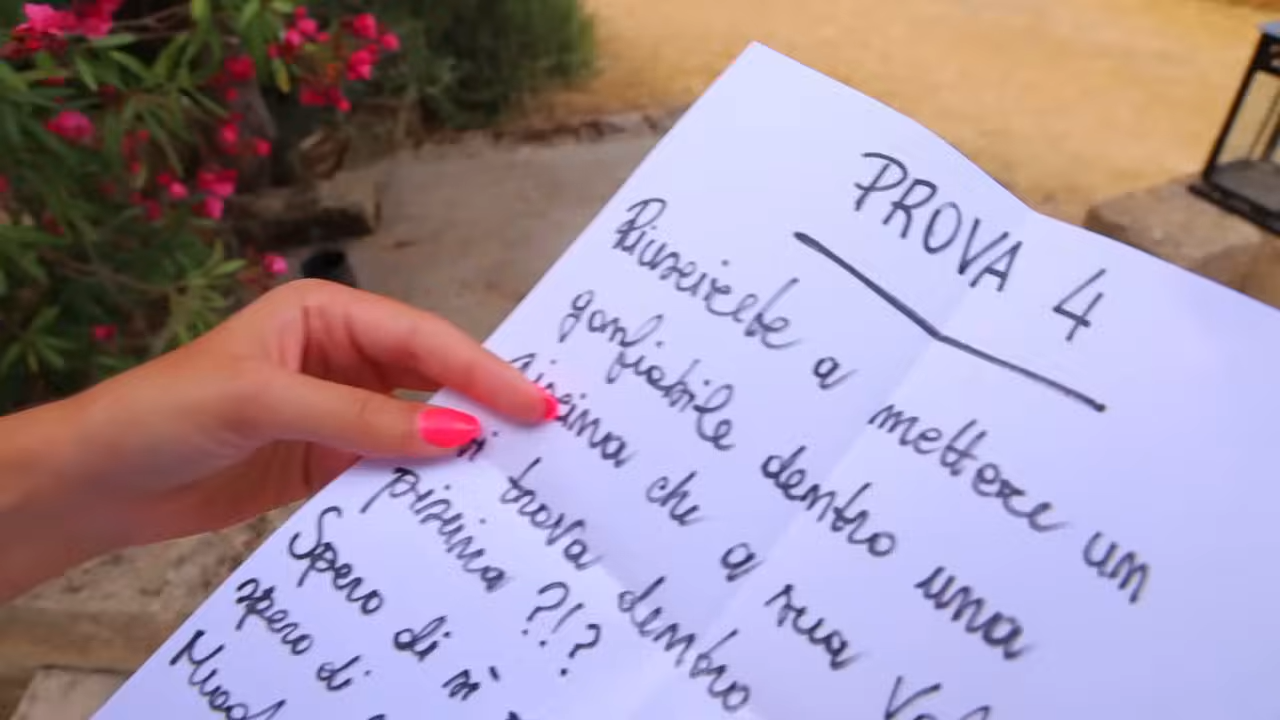 PROVA 4
Riuscirete a mettere un
gonfiabile dentro una
piscina che a sua
si trova dentro
piscina ?!?
Spero di sì
spero di